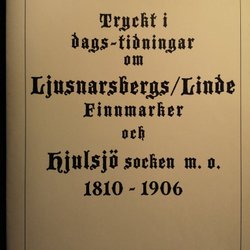 Tryckt i
dags-tidningar
om
Ljusnarsbergs/Linde
Finnmarker
och
Hjulsjö socken m. o.
1810 - 1906